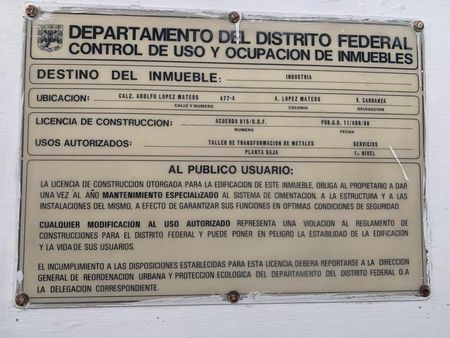 DEPARTAMENTO DEL DISTRITO FEDERAL
CONTROL DE USO Y OCUPACION DE INMUEBLES
DESTINO DEL INMUEBLE: INDUSTRIA
UBICACION: CALZ. ADOLFO LOPEZ MATEOS 477-A A. LOPEZ MATEOS V. CARRANZA
CALLE Y NUMERO COLONIA DELEGACION
LICENCIA DE CONSTRUCCION: ACUERDO 015/D.D.F. PUB.G.O. 11/ABR/88
NUMERO FECHA
USOS AUTORIZADOS: TALLER DE TRANSFORMACION DE METALES SERVICIOS
PLANTA BAJA 1er NIVEL
AL PUBLICO USUARIO:
LA LICENCIA DE CONSTRUCCION OTORGADA PARA LA EDIFICACION DE ESTE INMUEBLE, OBLIGA AL PROPIETARIO A DAR
UNA VEZ AL AÑO MANTENIMIENTO ESPECIALIZADO AL SISTEMA DE CIMENTACION, A LA ESTRUCTURA Y A LAS
INSTALACIONES DEL MISMO, A EFECTO DE GARANTIZAR SUS FUNCIONES EN OPTIMAS CONDICIONES DE SEGURIDAD.
CUALQUIER MODIFICACION AL USO AUTORIZADO REPRESENTA UNA VIOLACION AL REGLAMENTO DE
CONSTRUCCIONES PARA EL DISTRITO FEDERAL Y PUEDE PONER EN PELIGRO LA ESTABILIDAD DE LA EDIFICACION
Y LA VIDA DE SUS USUARIOS.
EL INCUMPLIMIENTO A LAS DISPOSICIONES ESTABLECIDAS PARA ESTA LICENCIA, DEBERA REPORTARSE A LA DIRECCION
GENERAL DE REORDENACION URBANA Y PROTECCION ECOLOGICA DEL DEPARTAMENTO DEL DISTRITO FEDERAL O A
LA DELEGACION CORRESPONDIENTE.